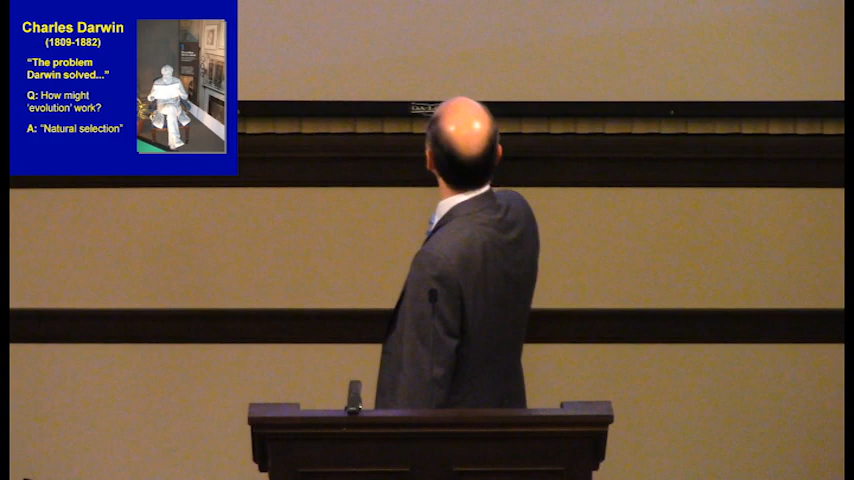 Charles Darwin
(1809-1882)
“The problem
Darwin solved...”
Q: How might
‘evolution’ work?
A: “Natural selection”